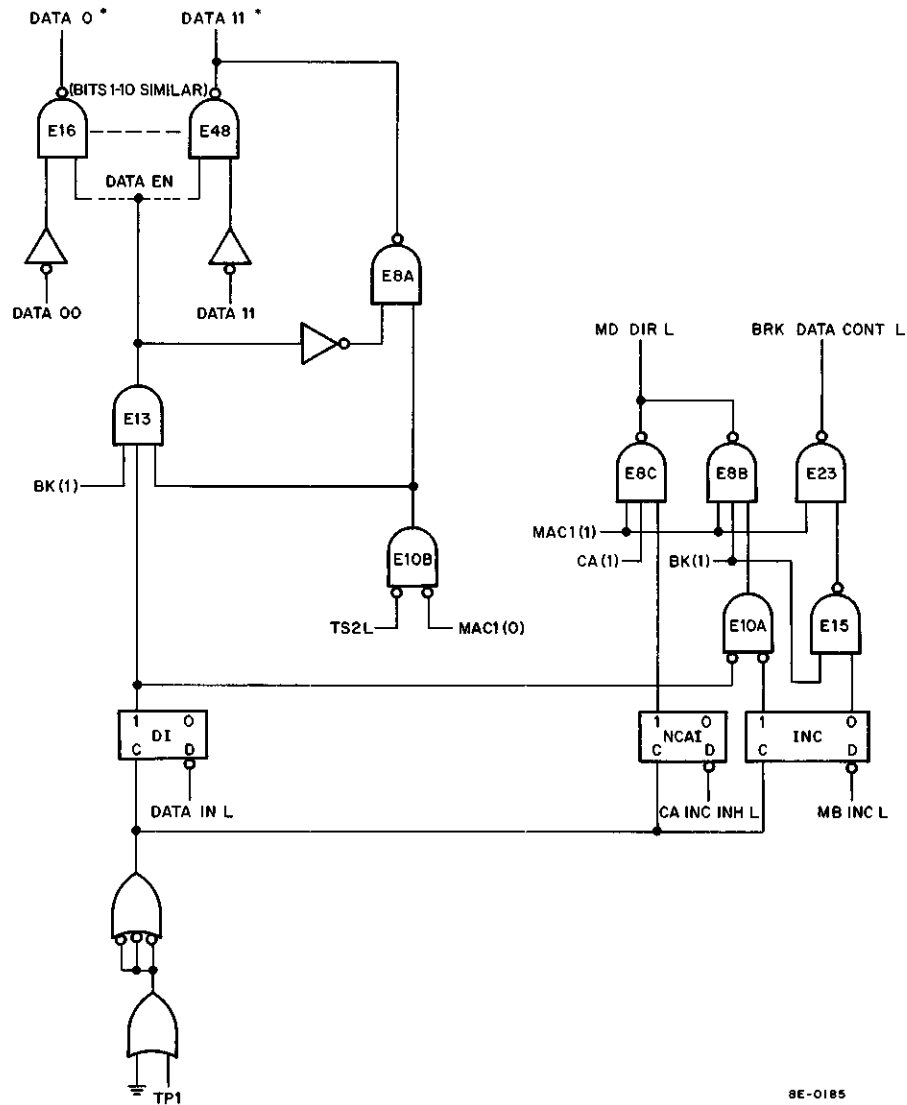 DATA 0* DATA 11*
(BITS 1-10 SIMILAR)
E16 E48
DATA EN
E8A
DATA 00 DATA 11
MD DIR L BRK DATA CONT L
E13
E8C E8B E23
BK(1)
MAC1(1)
E10B
CA(1) BK(1)
TS2L MAC1(0)
E10A E15
1 0 1 0 1 0
DI NCAI INC
C D C D C D
DATA IN L CA INC INH L MB INC L
TP1
8E-0185